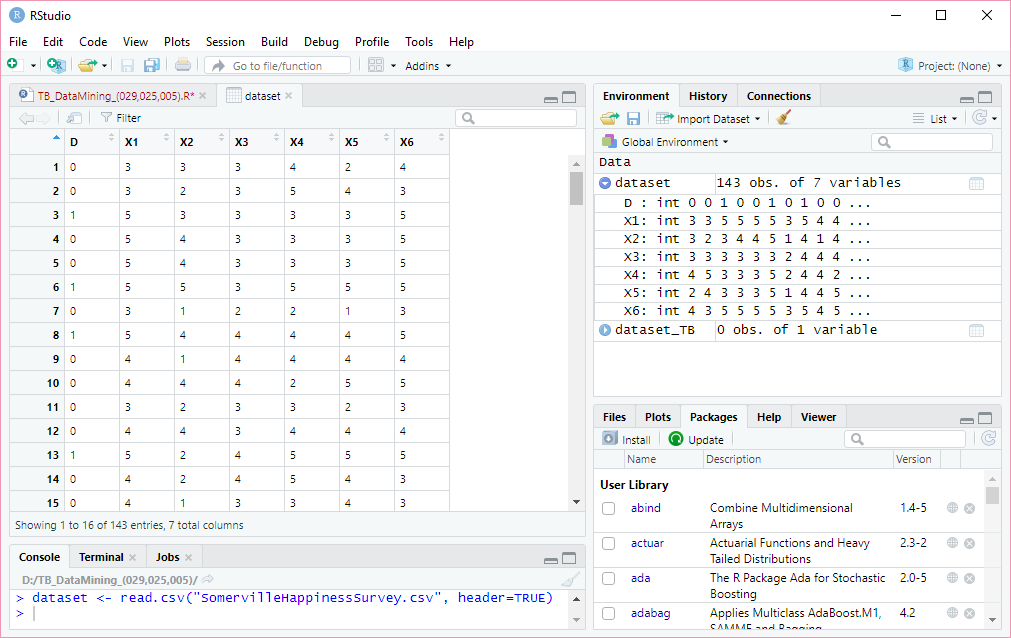 RStudio
File Edit Code View Plots Session Build Debug Profile Tools Help
Go to file/function Addins Project: (None)
TB_DataMining_(029,025,005).R* dataset
Filter
D X1 X2 X3 X4 X5 X6
1 0 3 3 3 4 2 4
2 0 3 2 3 5 4 3
3 1 5 3 3 3 3 5
4 0 5 4 3 3 3 5
5 0 5 4 3 3 3 5
6 1 5 5 3 5 5 5
7 0 3 1 2 2 1 3
8 1 5 4 4 4 4 5
9 0 4 1 4 4 4 4
10 0 4 4 4 2 5 5
11 0 3 2 3 3 2 3
12 0 4 4 3 4 4 4
13 1 5 2 4 5 5 5
14 0 4 2 4 5 4 3
15 0 4 1 3 3 4 3
Showing 1 to 16 of 143 entries, 7 total columns
Console Terminal Jobs
D:/TB_DataMining_(029,025,005)/
> dataset <- read.csv("SomervilleHappinessSurvey.csv", header=TRUE)
>
Environment History Connections
Import Dataset List
Global Environment
Data
dataset 143 obs. of 7 variables
D : int 0 0 1 0 0 1 0 1 0 0 ...
X1: int 3 3 5 5 5 5 3 5 4 4 ...
X2: int 3 2 3 4 4 5 1 4 1 4 ...
X3: int 3 3 3 3 3 3 2 4 4 4 ...
X4: int 4 5 3 3 3 5 2 4 4 2 ...
X5: int 2 4 3 3 3 5 1 4 4 5 ...
X6: int 4 3 5 5 5 5 3 5 4 5 ...
dataset_TB 0 obs. of 1 variable
Files Plots Packages Help Viewer
Install Update
Name Description Version
User Library
abind Combine Multidimensional 1.4-5
Arrays
actuar Actuarial Functions and Heavy 2.3-2
Tailed Distributions
ada The R Package Ada for Stochastic 2.0-5
Boosting
adabag Applies Multiclass AdaBoost.M1, 4.2
SAMME and Bagging